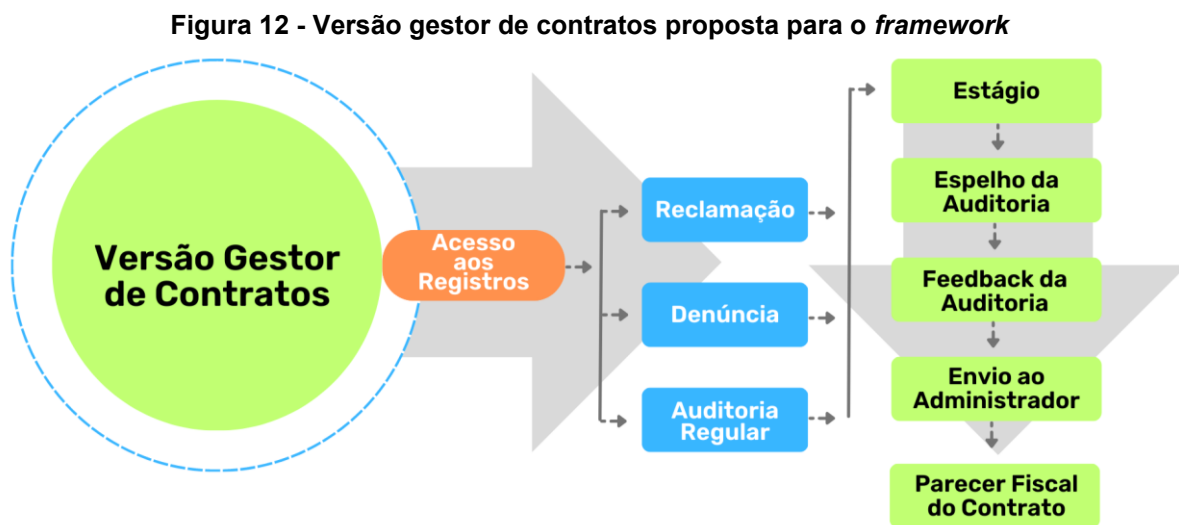 Figura 12 - Versão gestor de contratos proposta para o framework
Versão Gestor
de Contratos
Acesso
aos
Registros
Reclamação
Denúncia
Auditoria
Regular
Estágio
Espelho da
Auditoria
Feedback da
Auditoria
Envio ao
Administrador
Parecer Fiscal
do Contrato